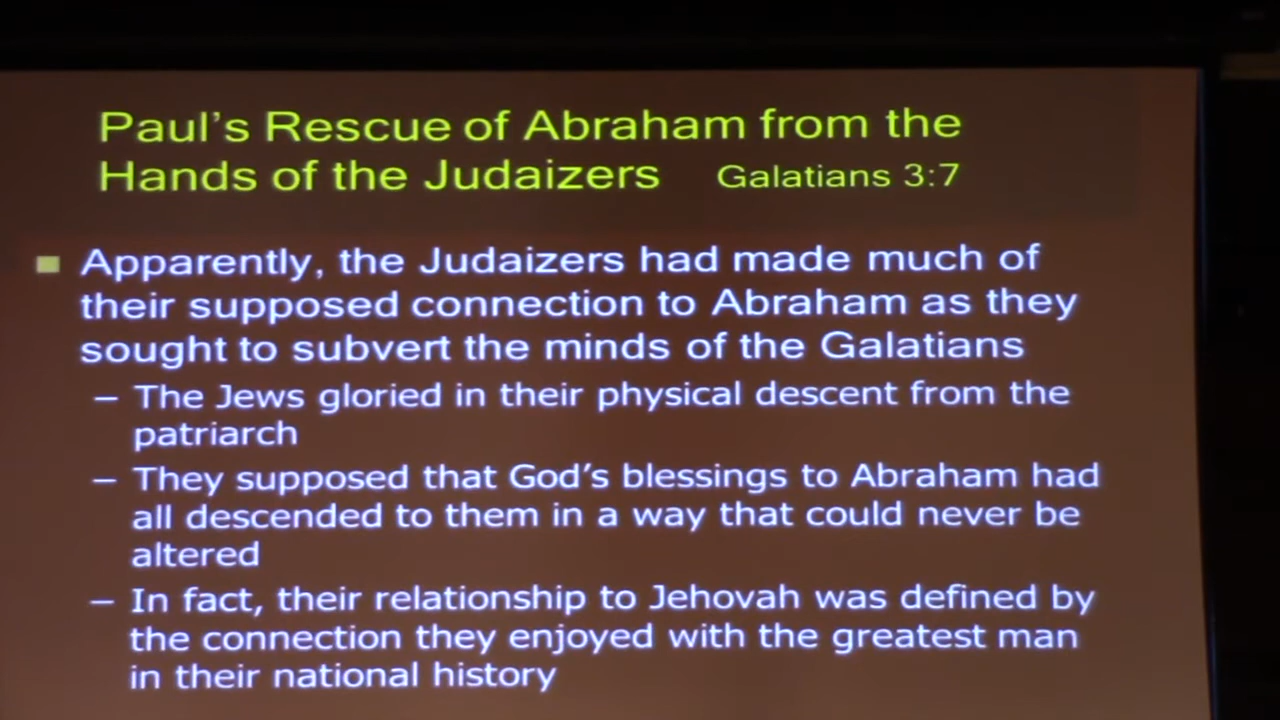 Paul's Rescue of Abraham from the
Hands of the Judaizers Galatians 3:7
Apparently, the Judaizers had made much of
their supposed connection to Abraham as they
sought to subvert the minds of the Galatians
– The Jews gloried in their physical descent from the
patriarch
– They supposed that God's blessings to Abraham had
all descended to them in a way that could never be
altered
– In fact, their relationship to Jehovah was defined by
the connection they enjoyed with the greatest man
in their national history